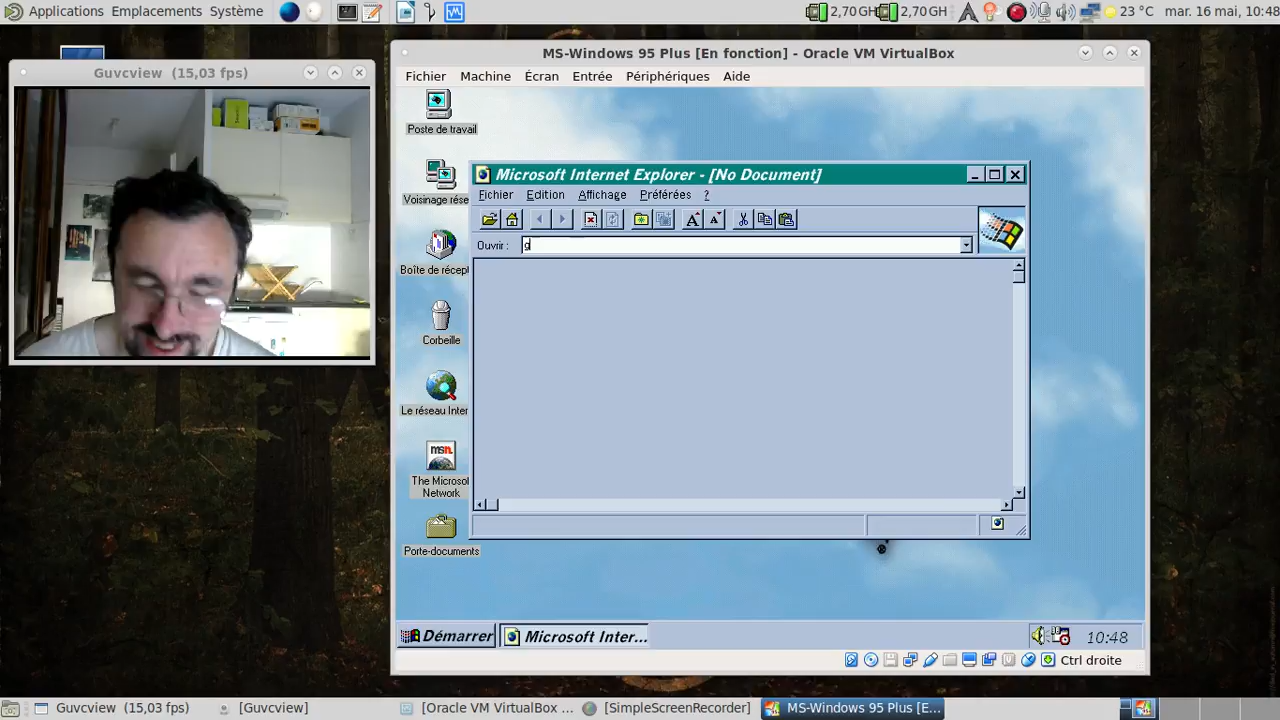 Applications Emplacements Système
2,70 GH 2,70 GH 23 °C mar. 16 mai, 10:48
Guvcview (15,03 fps)
MS-Windows 95 Plus [En fonction] - Oracle VM VirtualBox
Fichier Machine Écran Entrée Périphériques Aide
Poste de travail
Voisinage rése
Boîte de récept
Corbeille
Le réseau Inter
msn.
The Microsof
Network
Porte-documents
Microsoft Internet Explorer - [No Document]
Fichier Edition Affichage Préférées ?
Ouvrir : g
Démarrer Microsoft Inter... 10:48
Ctrl droite
Guvcview (15,03 fps) [Guvcview] [Oracle VM VirtualBox ... [SimpleScreenRecorder] MS-Windows 95 Plus [E...